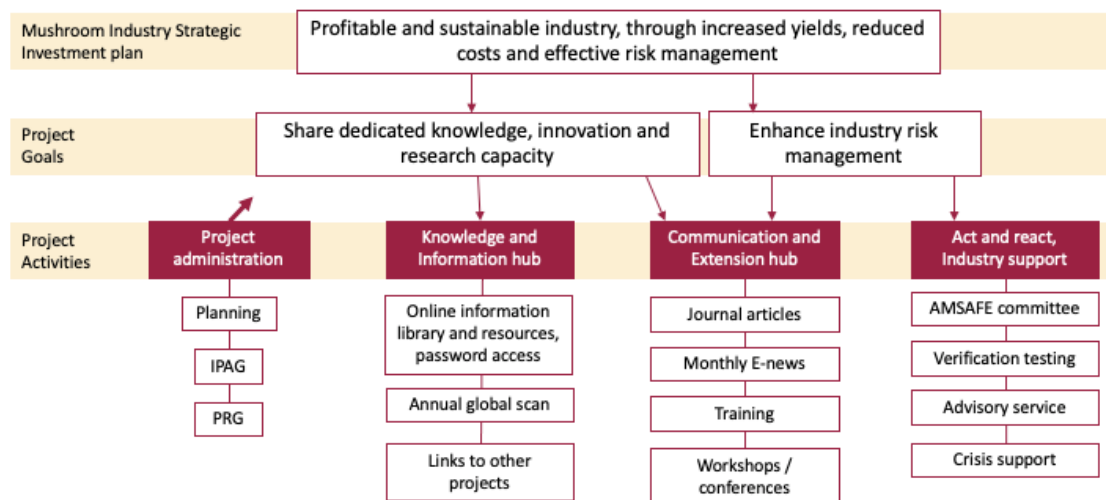 Mushroom Industry Strategic
Investment plan
Profitable and sustainable industry, through increased yields, reduced
costs and effective risk management
Project
Goals
Share dedicated knowledge, innovation and
research capacity
Enhance industry risk
management
Project
Activities
Project
administration
Planning
IPAG
PRG
Knowledge and
Information hub
Online information
library and resources,
password access
Annual global scan
Links to other
projects
Communication and
Extension hub
Journal articles
Monthly E-news
Training
Workshops /
conferences
Act and react,
Industry support
AMSAFE committee
Verification testing
Advisory service
Crisis support